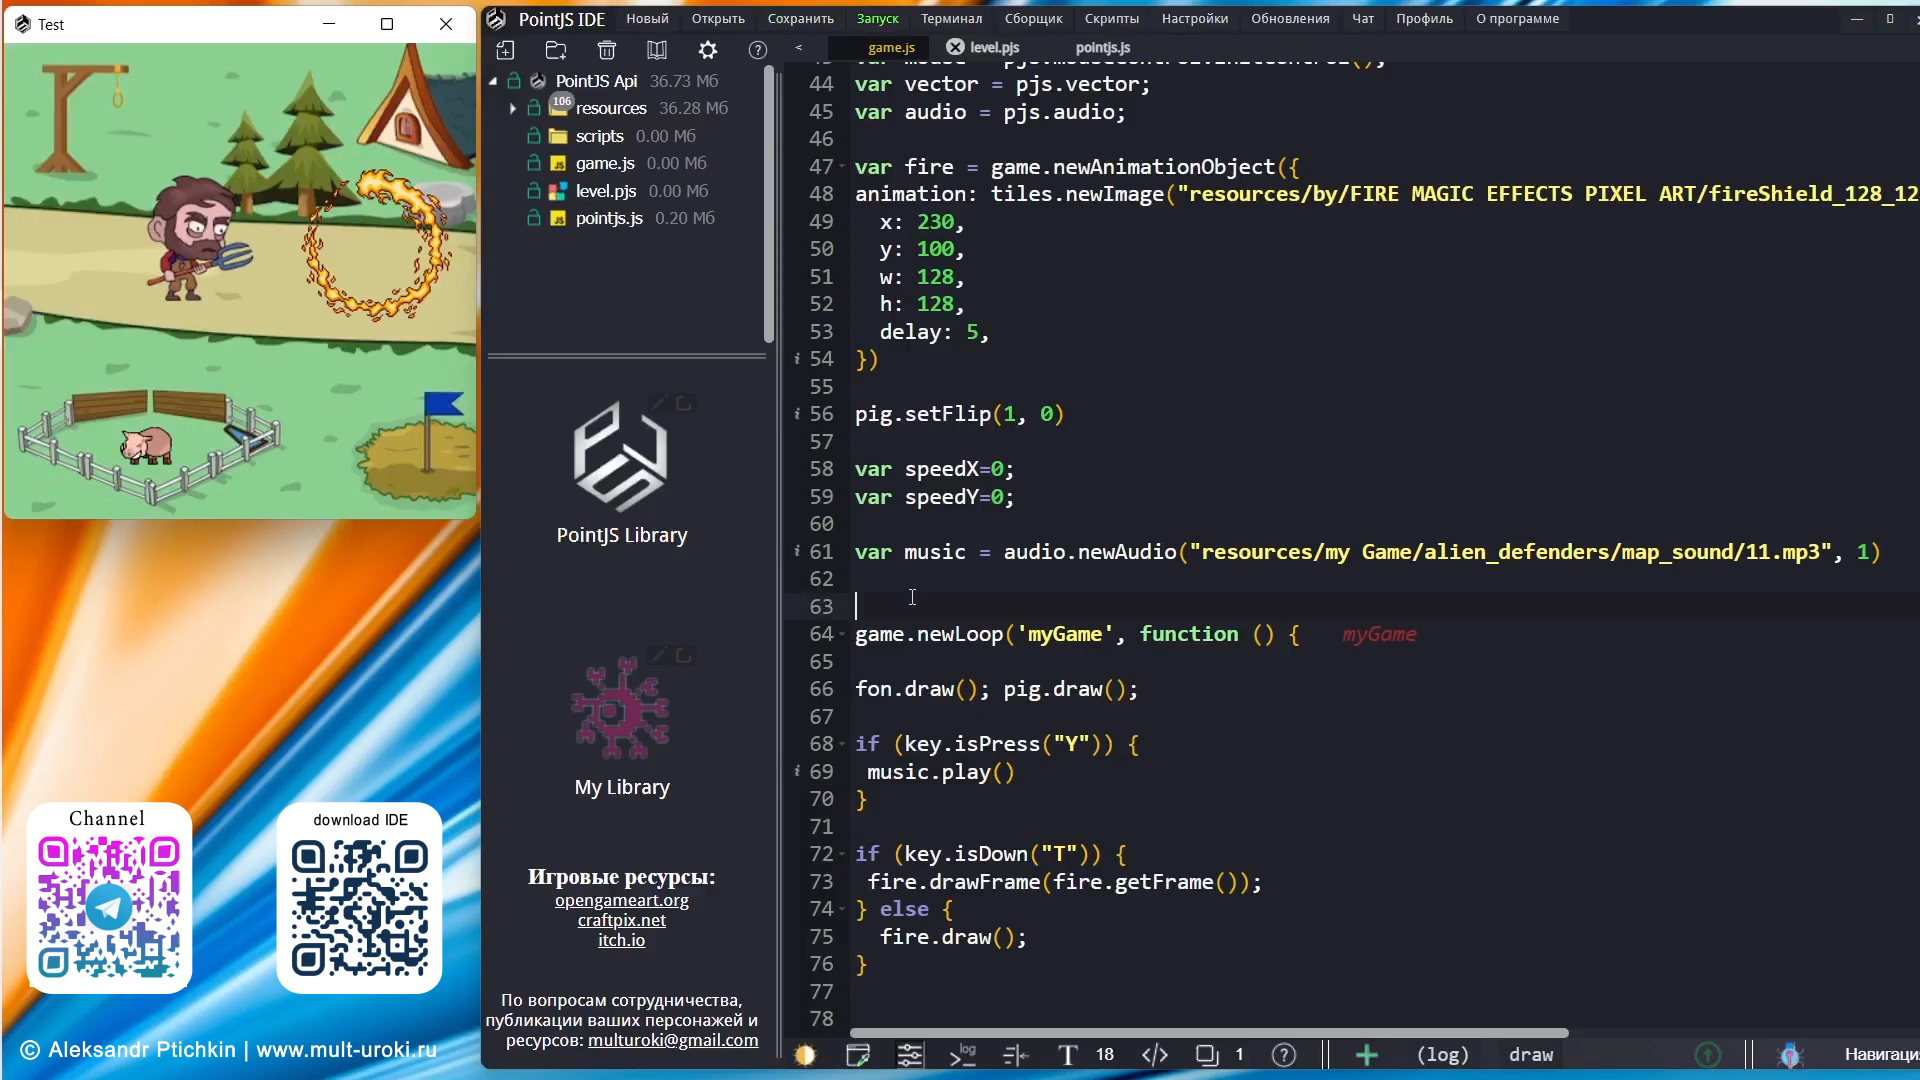 Test
PointJS IDE
Новый
Открыть
Сохранить
Запуск
Терминал
Сборщик
Скрипты
Настройки
Обновления
Чат
Профиль
О программе
<
game.js
level.pjs
pointjs.js
PointJS Api 36.73 Мб
106
resources 36.28 Мб
scripts 0.00 Мб
game.js 0.00 Мб
level.pjs 0.00 Мб
pointjs.js 0.20 Мб
PointJS Library
My Library
Игровые ресурсы:
opengameart.org
craftpix.net
itch.io
По вопросам сотрудничества,
публикации ваших персонажей и
ресурсов: multuroki@gmail.com
44 var vector = pjs.vector;
45 var audio = pjs.audio;
46
47 var fire = game.newAnimationObject({
48 animation: tiles.newImage("resources/by/FIRE MAGIC EFFECTS PIXEL ART/fireShield_128_12
49 x: 230,
50 y: 100,
51 w: 128,
52 h: 128,
53 delay: 5,
54 })
55
56 pig.setFlip(1, 0)
57
58 var speedX=0;
59 var speedY=0;
60
61 var music = audio.newAudio("resources/my Game/alien_defenders/map_sound/11.mp3", 1)
62
63
64 game.newLoop('myGame', function () { myGame
65
66 fon.draw(); pig.draw();
67
68 if (key.isPress("Y")) {
69 music.play()
70 }
71
72 if (key.isDown("T")) {
73 fire.drawFrame(fire.getFrame());
74 } else {
75 fire.draw();
76 }
77
78
log
T 18 </> 1 (log) draw
Навигаци
Channel
download IDE
© Aleksandr Ptichkin | www.mult-uroki.ru